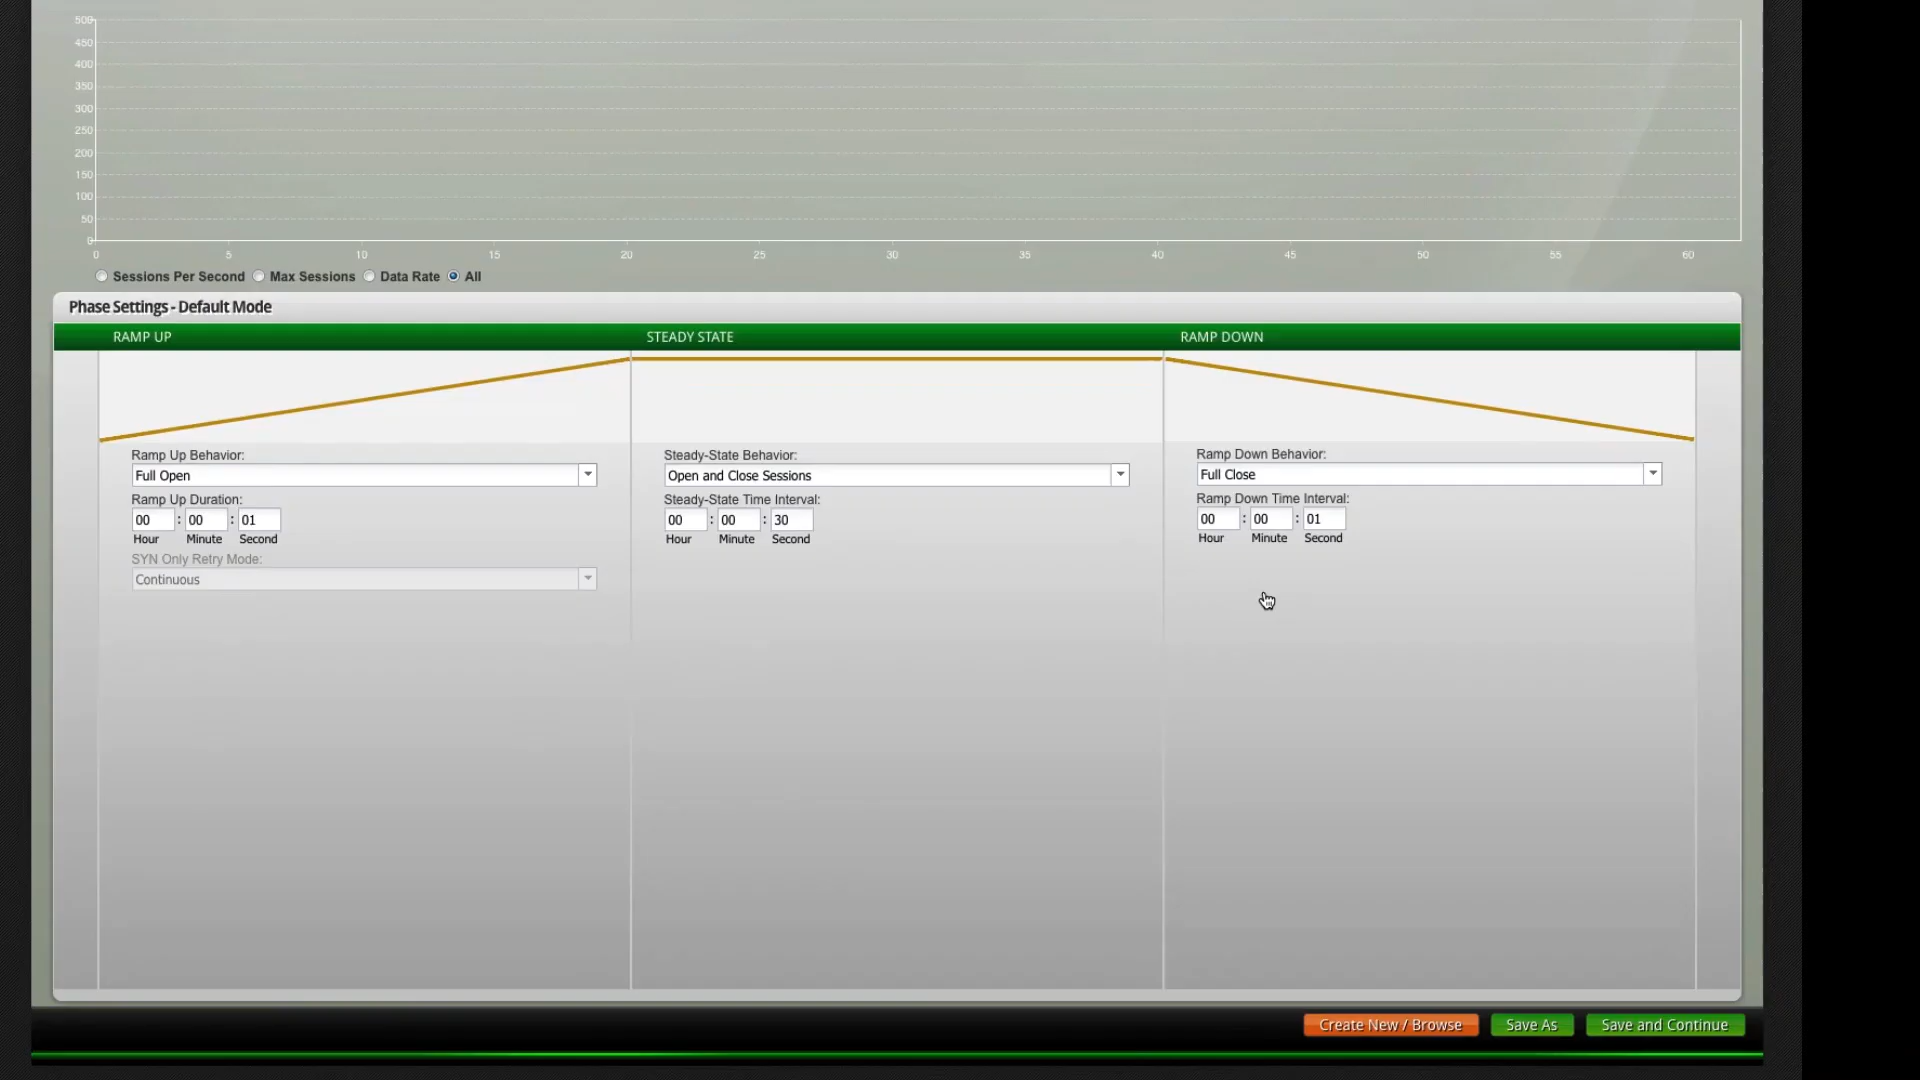 500
450
400
350
300
250
200
150
100
50
0
0 5 10 15 20 25 30 35 40 45 50 55 60
Sessions Per Second Max Sessions Data Rate All
Phase Settings - Default Mode
RAMP UP STEADY STATE RAMP DOWN
Ramp Up Behavior: Steady-State Behavior: Ramp Down Behavior:
Full Open Open and Close Sessions Full Close
Ramp Up Duration: Steady-State Time Interval: Ramp Down Time Interval:
00 : 00 : 01 00 : 00 : 30 00 : 00 : 01
Hour Minute Second Hour Minute Second Hour Minute Second
SYN Only Retry Mode:
Continuous
Create New / Browse Save As Save and Continue